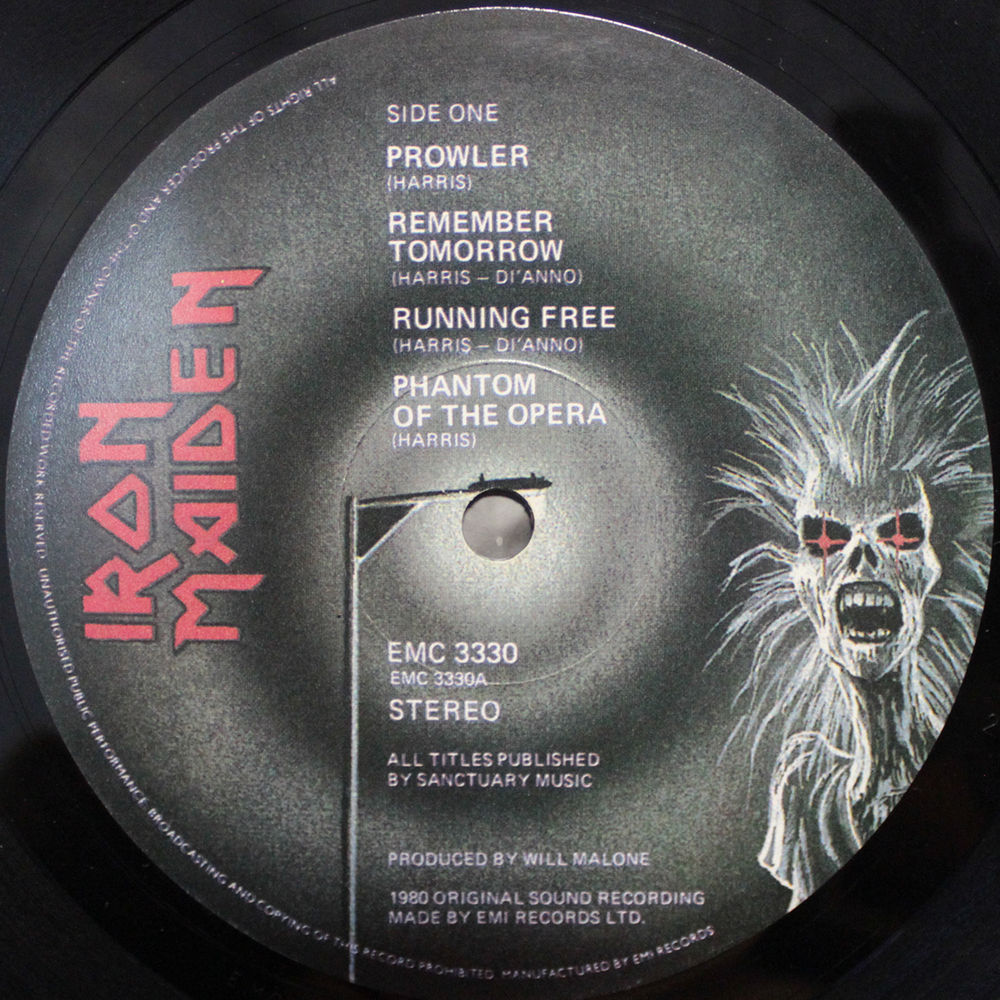 SIDE ONE
PROWLER
(HARRIS)
REMEMBER
TOMORROW
(HARRIS – DI'ANNO)
RUNNING FREE
(HARRIS – DI'ANNO)
PHANTOM
OF THE OPERA
(HARRIS)
IRON
MAIDEN
EMC 3330
EMC 3330A
STEREO
ALL TITLES PUBLISHED
BY SANCTUARY MUSIC
PRODUCED BY WILL MALONE
1980 ORIGINAL SOUND RECORDING
MADE BY EMI RECORDS LTD.
ALL RIGHTS OF THE PRODUCER AND OF THE OWNER OF THE RECORDED WORK RESERVED. UNAUTHORISED PUBLIC PERFORMANCE, BROADCASTING AND COPYING OF THIS RECORD PROHIBITED. MANUFACTURED BY EMI RECORDS